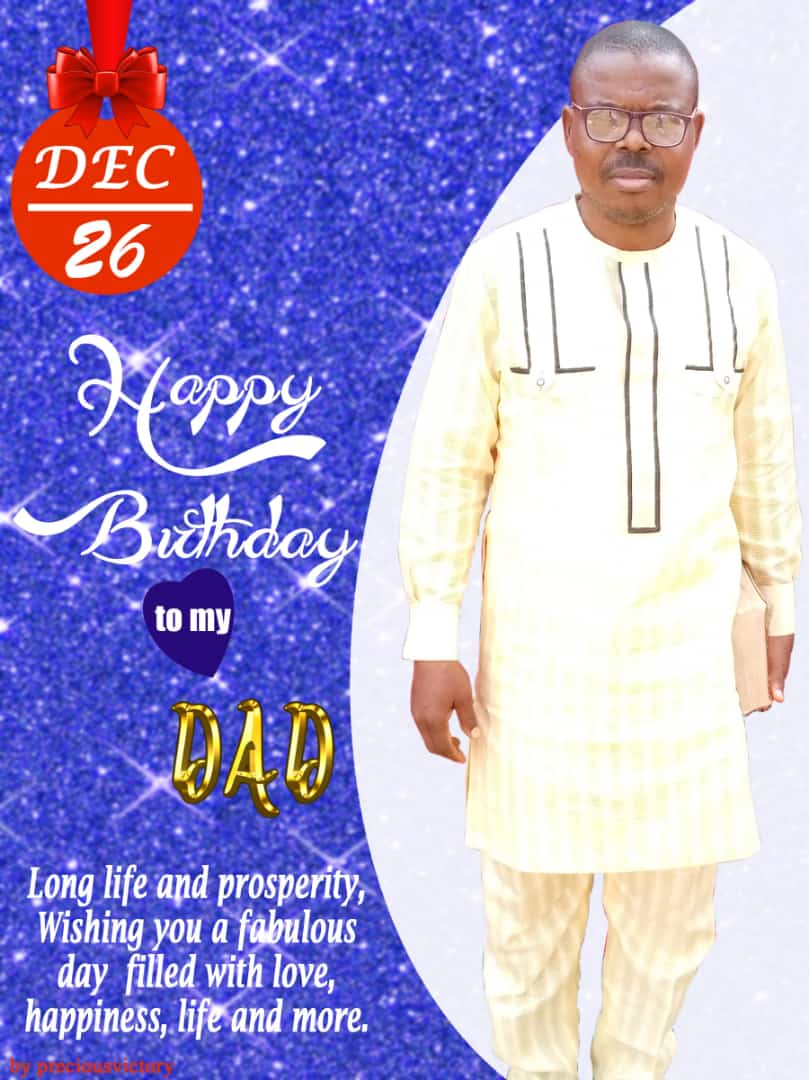 DEC
26
Happy
Birthday
to my
DAD
Long life and prosperity,
Wishing you a fabulous
day filled with love,
happiness, life and more.
by preciousvictory